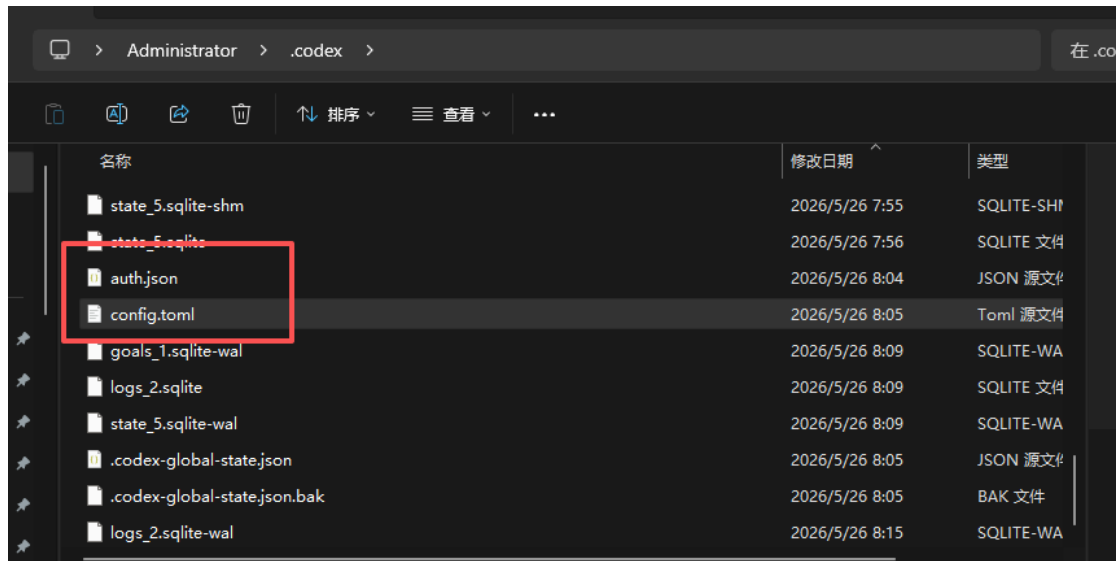 Administrator > .codex >
在 .co
排序 查看 ...
名称 修改日期 类型
state_5.sqlite-shm 2026/5/26 7:55 SQLITE-SHM
state_5.sqlite 2026/5/26 7:56 SQLITE 文件
auth.json 2026/5/26 8:04 JSON 源文件
config.toml 2026/5/26 8:05 Toml 源文件
goals_1.sqlite-wal 2026/5/26 8:09 SQLITE-WA
logs_2.sqlite 2026/5/26 8:09 SQLITE 文件
state_5.sqlite-wal 2026/5/26 8:09 SQLITE-WA
.codex-global-state.json 2026/5/26 8:05 JSON 源文件
.codex-global-state.json.bak 2026/5/26 8:05 BAK 文件
logs_2.sqlite-wal 2026/5/26 8:15 SQLITE-WA